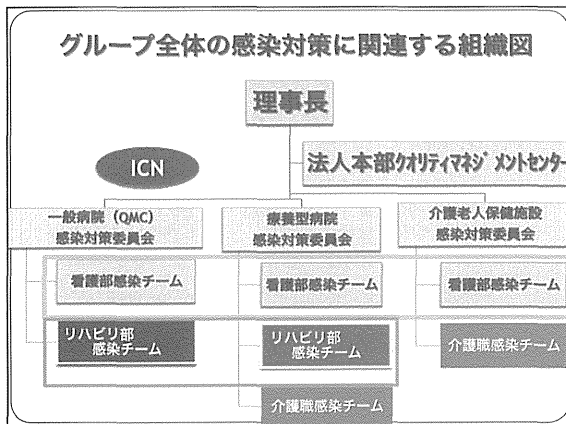 グループ全体の感染対策に関連する組織図
理事長
ICN
法人本部クオリティマネジメントセンター
一般病院（QMC）
感染対策委員会
療養型病院
感染対策委員会
介護老人保健施設
感染対策委員会
看護部感染チーム
看護部感染チーム
看護部感染チーム
リハビリ部
感染チーム
リハビリ部
感染チーム
介護職感染チーム
介護職感染チーム